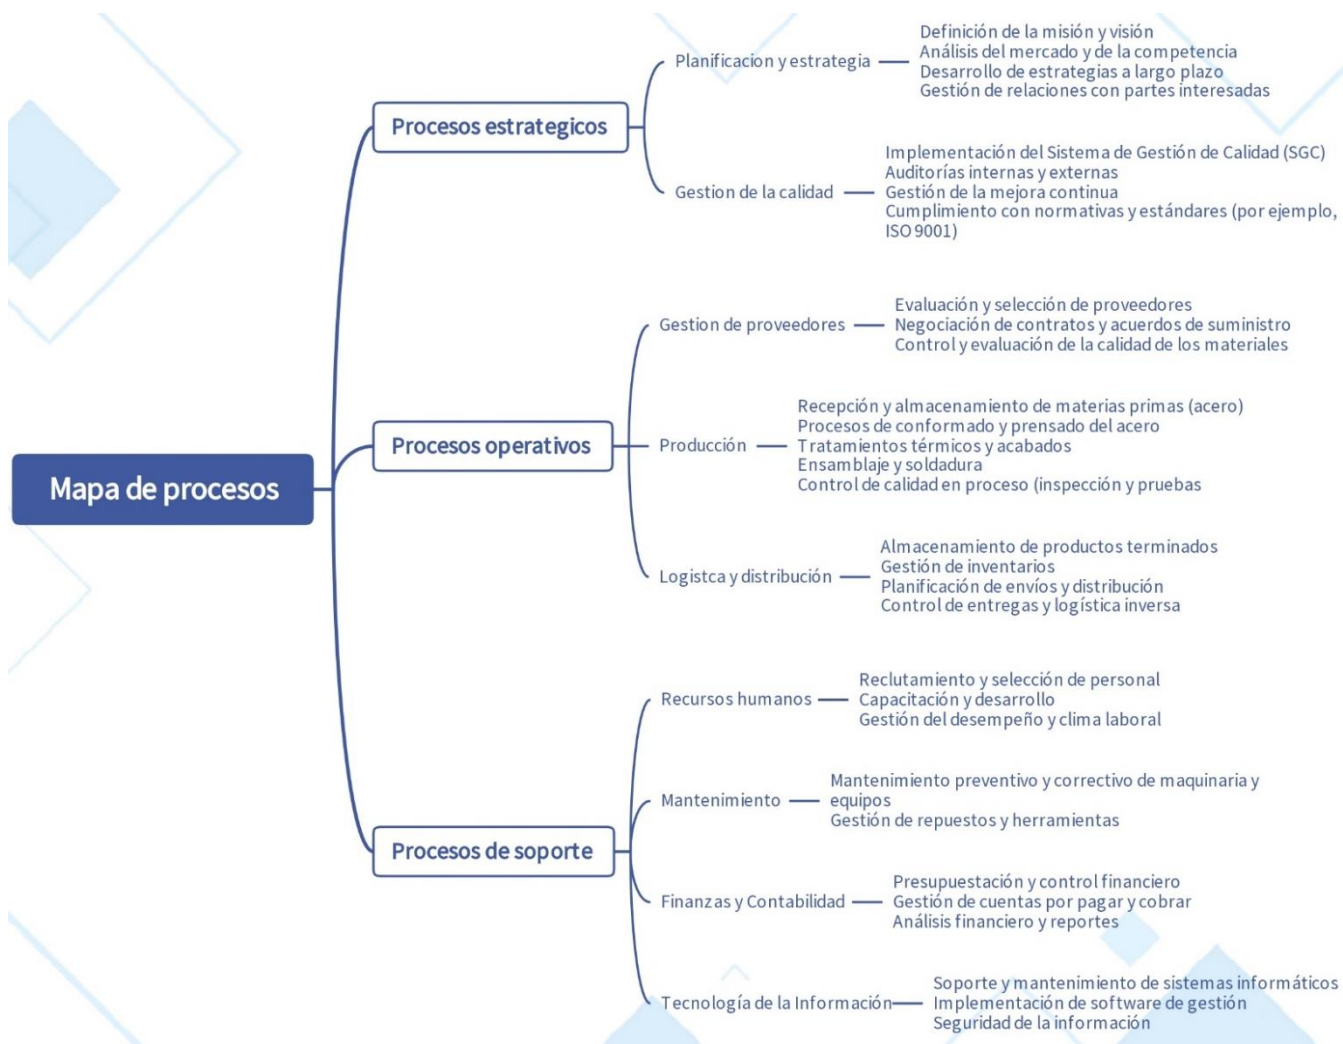 Mapa de procesos
Procesos estrategicos
Planificacion y estrategia
Definición de la misión y visión
Análisis del mercado y de la competencia
Desarrollo de estrategias a largo plazo
Gestión de relaciones con partes interesadas
Gestion de la calidad
Implementación del Sistema de Gestión de Calidad (SGC)
Auditorías internas y externas
Gestión de la mejora continua
Cumplimiento con normativas y estándares (por ejemplo,
ISO 9001)
Procesos operativos
Gestion de proveedores
Evaluación y selección de proveedores
Negociación de contratos y acuerdos de suministro
Control y evaluación de la calidad de los materiales
Producción
Recepción y almacenamiento de materias primas (acero)
Procesos de conformado y prensado del acero
Tratamientos térmicos y acabados
Ensamblaje y soldadura
Control de calidad en proceso (inspección y pruebas
Logistca y distribución
Almacenamiento de productos terminados
Gestión de inventarios
Planificación de envíos y distribución
Control de entregas y logística inversa
Procesos de soporte
Recursos humanos
Reclutamiento y selección de personal
Capacitación y desarrollo
Gestión del desempeño y clima laboral
Mantenimiento
Mantenimiento preventivo y correctivo de maquinaria y
equipos
Gestión de repuestos y herramientas
Finanzas y Contabilidad
Presupuestación y control financiero
Gestión de cuentas por pagar y cobrar
Análisis financiero y reportes
Tecnología de la Información
Soporte y mantenimiento de sistemas informáticos
Implementación de software de gestión
Seguridad de la información